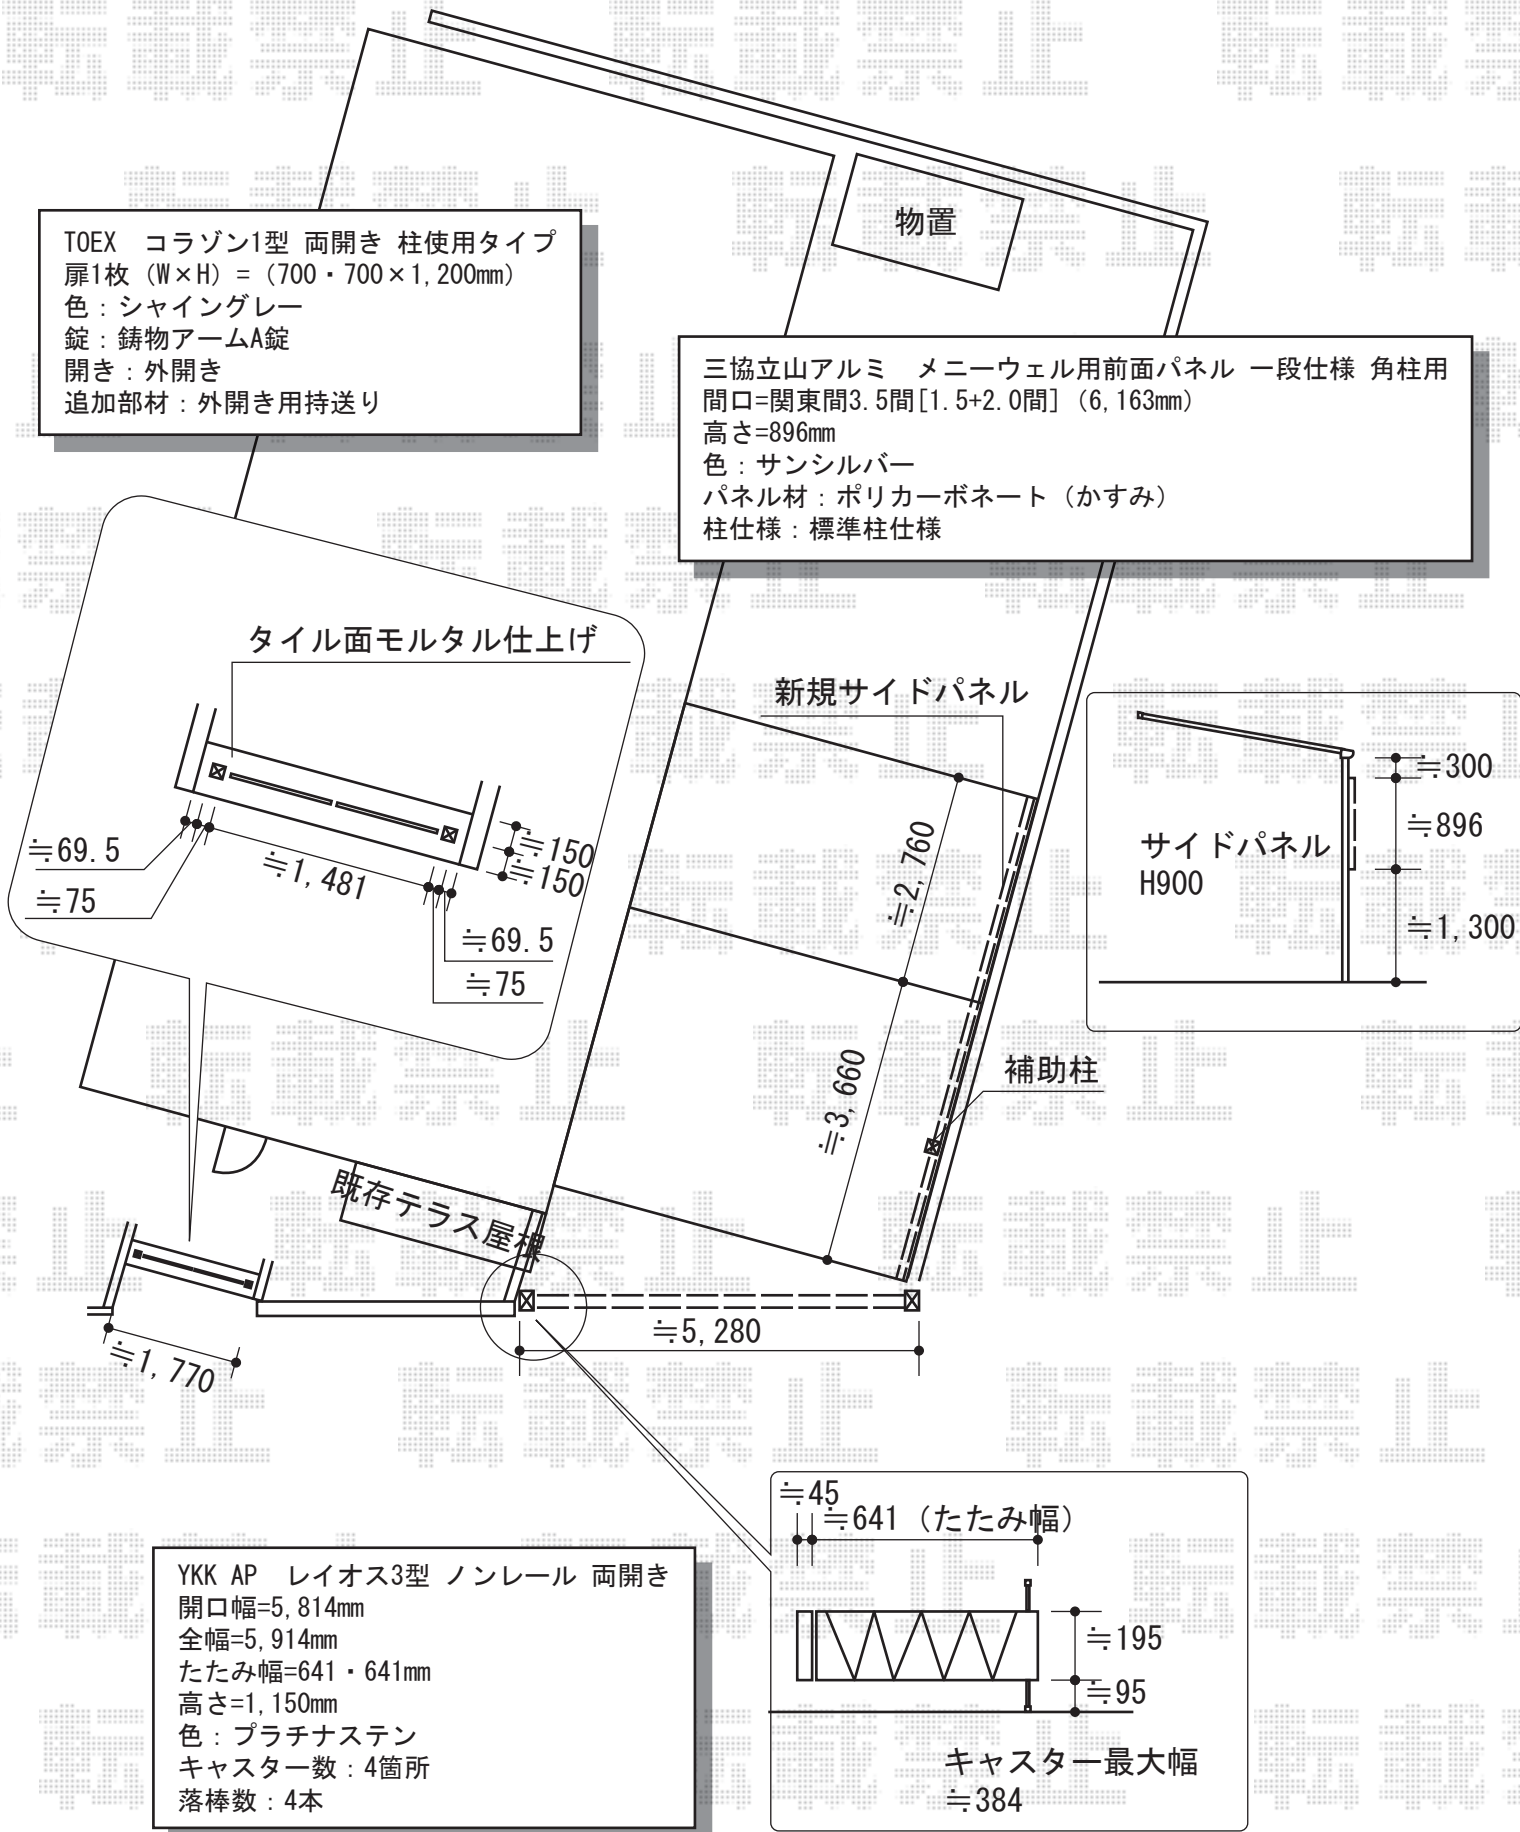 物置
TOEX コラゾン1型 両開き 柱使用タイプ
扉1枚（W×H）=（700・700×1,200mm）
色：シャイングレー
錠：鋳物アームA錠
開き：外開き
追加部材：外開き用持送り
三協立山アルミ メニーウェル用前面パネル 一段仕様 角柱用
間口=関東間3.5間[1.5+2.0間]（6,163mm）
高さ=896mm
色：サンシルバー
パネル材：ポリカーボネート（かすみ）
柱仕様：標準柱仕様
タイル面モルタル仕上げ
≒69.5
≒75
≒1,481
≒150
≒150
≒69.5
≒75
新規サイドパネル
≒2,760
≒3,660
補助柱
サイドパネル
H900
≒300
≒896
≒1,300
既存テラス屋根
≒1,770
≒5,280
≒45
≒641（たたみ幅）
≒195
≒95
キャスター最大幅
≒384
YKK AP レイオス3型 ノンレール 両開き
開口幅=5,814mm
全幅=5,914mm
たたみ幅=641・641mm
高さ=1,150mm
色：プラチナステン
キャスター数：4箇所
落棒数：4本
転載禁止